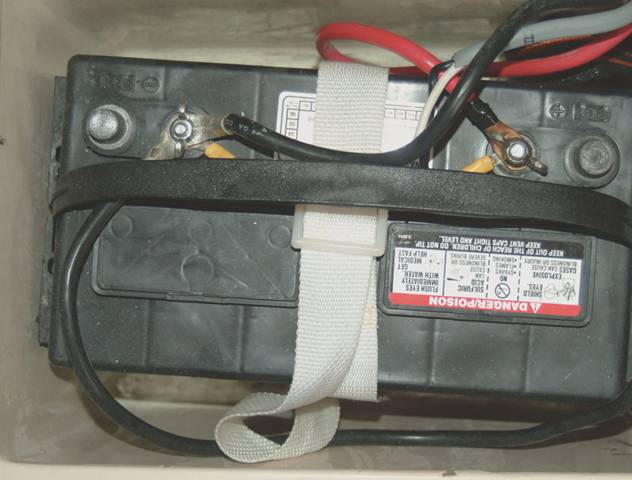 DANGER/POISON
SHIELD
EYES.
EXPLOSIVE
GASES CAN CAUSE
BLINDNESS OR INJURY
NO
SPARKS
FLAMES
SMOKING
SULFURIC
ACID
CAN
CAUSE
BLINDNESS OR
SEVERE BURNS
FLUSH EYES
IMMEDIATELY
WITH WATER.
GET
MEDICAL
HELP FAST.
KEEP VENT CAPS TIGHT AND LEVEL.
KEEP OUT OF THE REACH OF CHILDREN. DO NOT TIP.